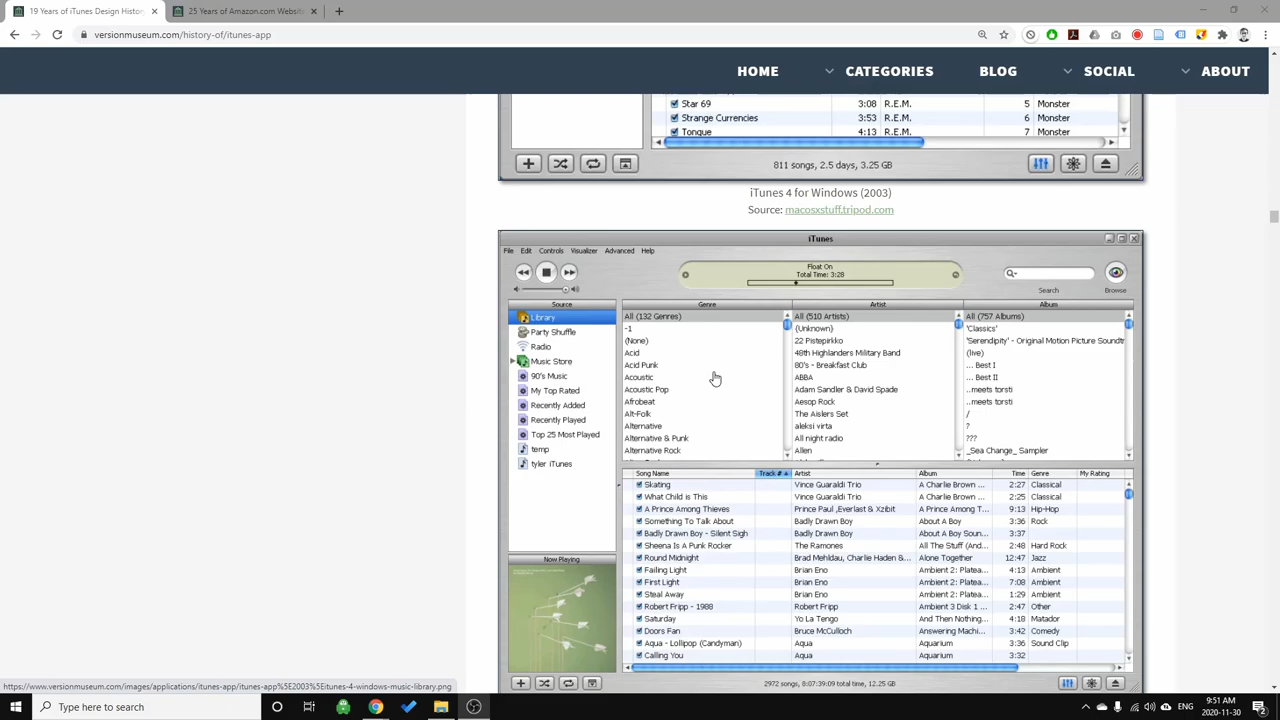 19 Years of iTunes Design Histo
25 Years of Amazon.com Website
versionmuseum.com/history-of/itunes-app
HOME CATEGORIES BLOG SOCIAL ABOUT
Star 69 3:08 R.E.M. 5 Monster
Strange Currencies 3:53 R.E.M. 6 Monster
Tongue 4:13 R.E.M. 7 Monster
811 songs, 2.5 days, 3.25 GB
iTunes 4 for Windows (2003)
Source: macosxstuff.tripod.com
iTunes
File Edit Controls Visualizer Advanced Help
Float On
Total Time: 3:28
Search
Browse
Source
Library
Party Shuffle
Radio
Music Store
90's Music
My Top Rated
Recently Added
Recently Played
Top 25 Most Played
temp
tyler iTunes
Now Playing
Genre Artist Album
All (132 Genres) All (510 Artists) All (757 Albums)
-1 {Unknown} 'Classics'
(None) 22 Pistepirkko 'Serendipity' - Original Motion Picture Soundtr
Acid 48th Highlanders Military Band (live)
Acid Punk 80's - Breakfast Club ... Best I
Acoustic ABBA ... Best II
Acoustic Pop Adam Sandler & David Spade ..meets torsti
Afrobeat Aesop Rock ..meets torsti
Alt-Folk The Aislers Set /
Alternative aleksi virta ?
Alternative & Punk All night radio ???
Alternative Rock Allen _Sea Change_ Sampler
Song Name Track # Artist Album Time Genre My Rating
Skating Vince Guaraldi Trio A Charlie Brown ... 2:27 Classical
What Child is This Vince Guaraldi Trio A Charlie Brown ... 2:25 Classical
A Prince Among Thieves Prince Paul ,Everlast & Xzibit A Prince Among T... 9:13 Hip-Hop
Something To Talk About Badly Drawn Boy About A Boy 3:36 Rock
Badly Drawn Boy - Silent Sigh Badly Drawn Boy About A Boy Soun... 3:37
Sheena Is A Punk Rocker The Ramones All The Stuff (And... 2:48 Hard Rock
Round Midnight Brad Mehldau, Charlie Haden &... Alone Together 12:47 Jazz
Failing Light Brian Eno Ambient 2: Platea... 4:13 Ambient
First Light Brian Eno Ambient 2: Platea... 7:08 Ambient
Steal Away Brian Eno Ambient 2: Platea... 1:29 Ambient
Robert Fripp - 1988 Robert Fripp Ambient 3 Disk 1 ... 2:47 Other
Saturday Yo La Tengo And Then Nothing... 4:18 Matador
Doors Fan Bruce McCulloch Answering Machi... 3:42 Comedy
Aqua - Lollipop (Candyman) Aqua Aquarium 3:36 Sound Clip
Calling You Aqua Aquarium 3:32
2972 songs, 8:07:39:09 total time, 12.25 GB
https://www.versionmuseum.com/images/applications/itunes-app/itunes-app%5E2003%5Eitunes-4-windows-music-library.png
Type here to search
ENG
9:51 AM
2020-11-30
2